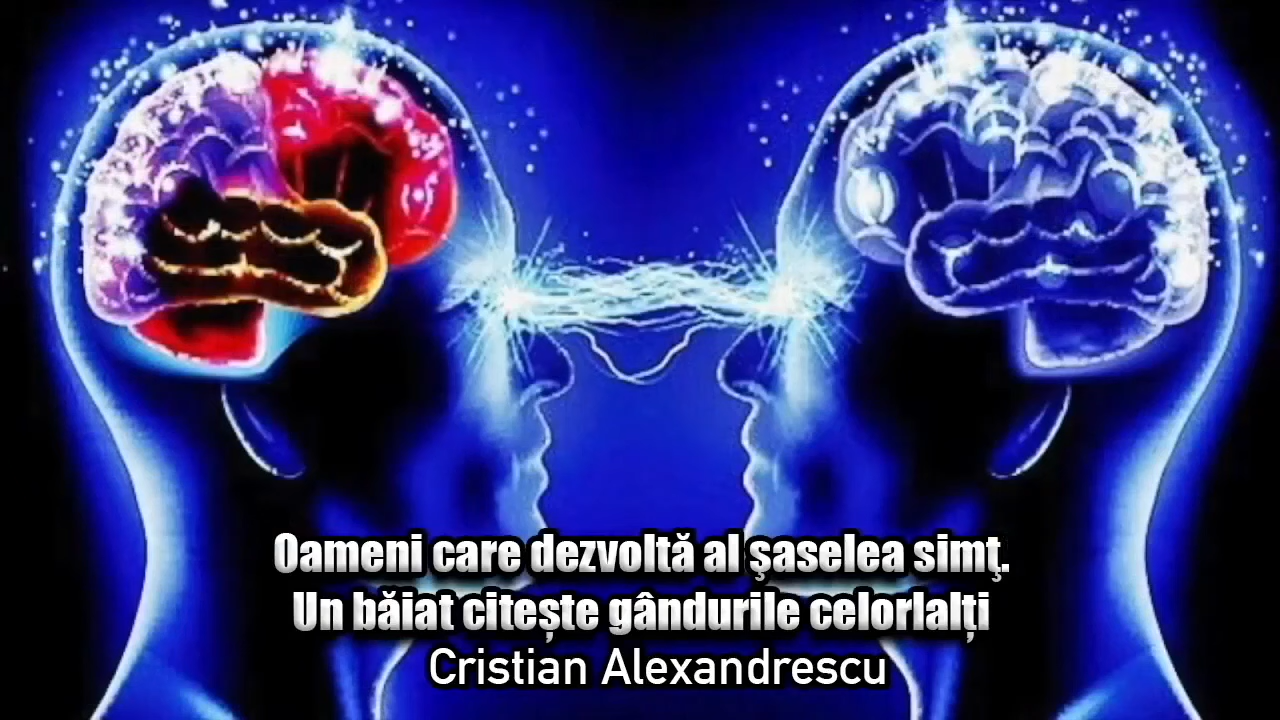 Oameni care dezvoltă al şaselea simţ.
Un băiat citește gândurile celorlalți
Cristian Alexandrescu